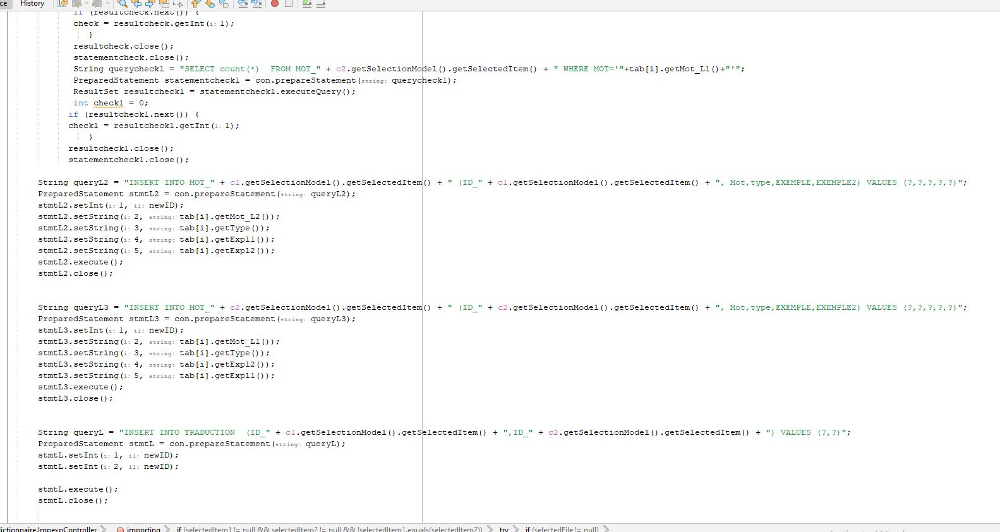 ce History
if (resultcheck.next()) {
check = resultcheck.getInt(i: 1);
}
resultcheck.close();
statementcheck.close();
String querycheck1 = "SELECT count(*)  FROM MOT_" + c2.getSelectionModel().getSelectedItem() + " WHERE MOT='"+tab[i].getMot_L1()+"'";
PreparedStatement statementcheck1 = con.prepareStatement(string: querycheck1);
ResultSet resultcheck1 = statementcheck1.executeQuery();
int check1 = 0;
if (resultcheck1.next()) {
check1 = resultcheck1.getInt(i: 1);
}
resultcheck1.close();
statementcheck1.close();
String queryL2 = "INSERT INTO MOT_" + c1.getSelectionModel().getSelectedItem() + " (ID_" + c1.getSelectionModel().getSelectedItem() + ", Mot,type,EXEMPLE,EXEMPLE2) VALUES (?,?,?,?,?)";
PreparedStatement stmtL2 = con.prepareStatement(string: queryL2);
stmtL2.setInt(i: 1, i1: newID);
stmtL2.setString(i: 2, string: tab[i].getMot_L2());
stmtL2.setString(i: 3, string: tab[i].getType());
stmtL2.setString(i: 4, string: tab[i].getExpl1());
stmtL2.setString(i: 5, string: tab[i].getExpl2());
stmtL2.execute();
stmtL2.close();
String queryL3 = "INSERT INTO MOT_" + c2.getSelectionModel().getSelectedItem() + " (ID_" + c2.getSelectionModel().getSelectedItem() + ", Mot,type,EXEMPLE,EXEMPLE2) VALUES (?,?,?,?,?)";
PreparedStatement stmtL3 = con.prepareStatement(string: queryL3);
stmtL3.setInt(i: 1, i1: newID);
stmtL3.setString(i: 2, string: tab[i].getMot_L1());
stmtL3.setString(i: 3, string: tab[i].getType());
stmtL3.setString(i: 4, string: tab[i].getExpl2());
stmtL3.setString(i: 5, string: tab[i].getExpl1());
stmtL3.execute();
stmtL3.close();
String queryL = "INSERT INTO TRADUCTION  (ID_" + c1.getSelectionModel().getSelectedItem() + ",ID_" + c2.getSelectionModel().getSelectedItem() + ") VALUES (?,?)";
PreparedStatement stmtL = con.prepareStatement(string: queryL);
stmtL.setInt(i: 1, i1: newID);
stmtL.setInt(i: 2, i1: newID);
stmtL.execute();
stmtL.close();
ictionnaire.ImpexpController importing if (selectedItem1 != null && selectedItem2 != null && !selectedItem1.equals(selectedItem2)) try if (selectedFile != null)